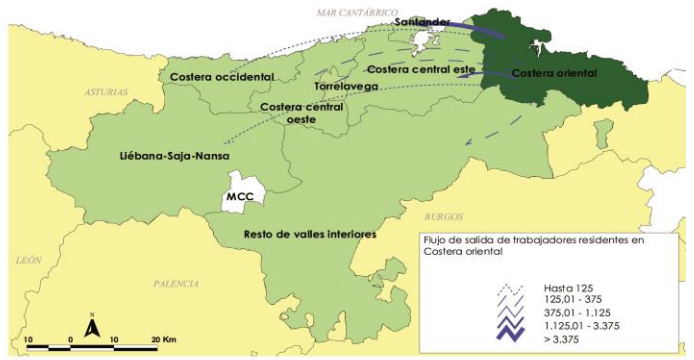 MAR CANTÁBRICO
Santander
Costera occidental
Costera central este
Costera oriental
ASTURIAS
Torrelavega
Costera central
oeste
Liébana-Saja-Nansa
MCC
BURGOS
Resto de valles interiores
LEÓN
PALENCIA
Flujo de salida de trabajadores residentes en
Costera oriental
Hasta 125
125,01 - 375
375,01 - 1.125
1.125,01 - 3.375
> 3.375
N
10 0 10 20 Km